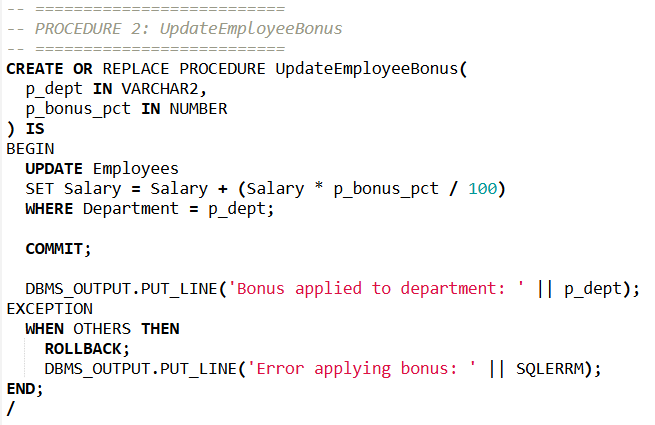 -- ==========================
-- PROCEDURE 2: UpdateEmployeeBonus
-- ==========================
CREATE OR REPLACE PROCEDURE UpdateEmployeeBonus(
  p_dept IN VARCHAR2,
  p_bonus_pct IN NUMBER
) IS
BEGIN
  UPDATE Employees
  SET Salary = Salary + (Salary * p_bonus_pct / 100)
  WHERE Department = p_dept;

  COMMIT;

  DBMS_OUTPUT.PUT_LINE('Bonus applied to department: ' || p_dept);
EXCEPTION
  WHEN OTHERS THEN
    ROLLBACK;
    DBMS_OUTPUT.PUT_LINE('Error applying bonus: ' || SQLERRM);
END;
/